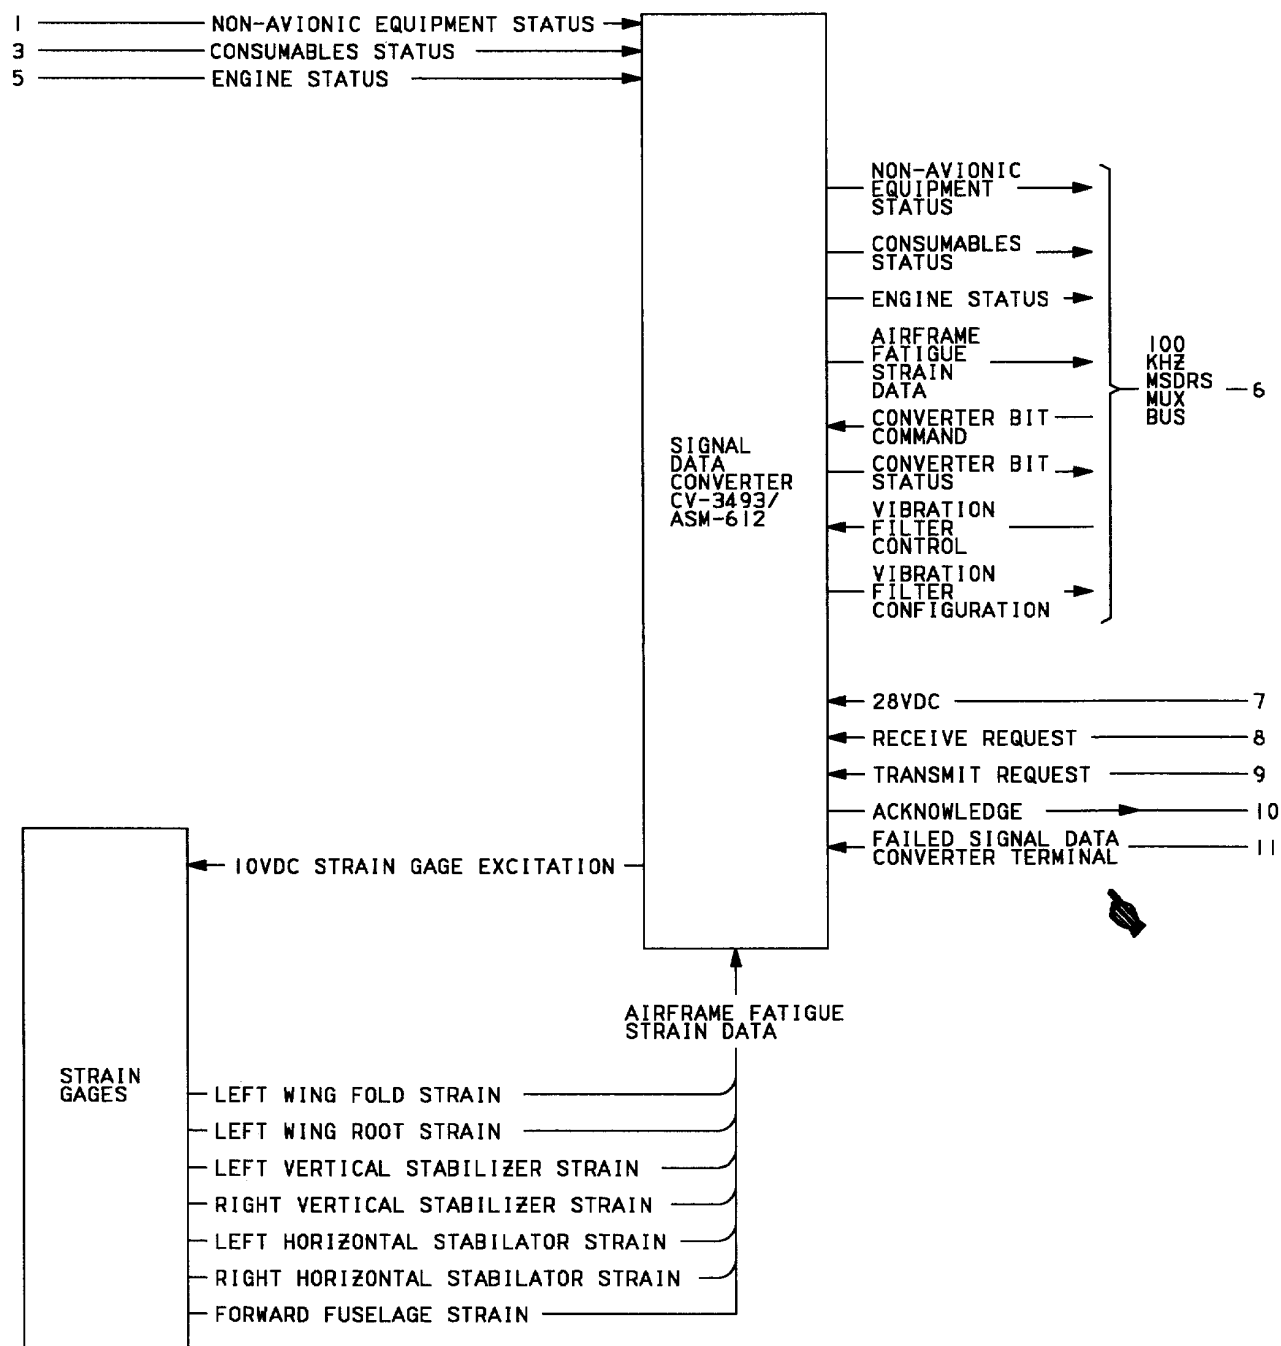 1 NON-AVIONIC EQUIPMENT STATUS
3 CONSUMABLES STATUS
5 ENGINE STATUS
NON-AVIONIC
EQUIPMENT
STATUS
CONSUMABLES
STATUS
ENGINE STATUS
AIRFRAME
FATIGUE
STRAIN
DATA
CONVERTER BIT
COMMAND
CONVERTER BIT
STATUS
VIBRATION
FILTER
CONTROL
VIBRATION
FILTER
CONFIGURATION
100
KHZ
MSDRS
MUX
BUS
6
SIGNAL
DATA
CONVERTER
CV-3493/
ASM-612
28VDC 7
RECEIVE REQUEST 8
TRANSMIT REQUEST 9
ACKNOWLEDGE 10
FAILED SIGNAL DATA
CONVERTER TERMINAL
11
10VDC STRAIN GAGE EXCITATION
AIRFRAME FATIGUE
STRAIN DATA
STRAIN
GAGES
LEFT WING FOLD STRAIN
LEFT WING ROOT STRAIN
LEFT VERTICAL STABILIZER STRAIN
RIGHT VERTICAL STABILIZER STRAIN
LEFT HORIZONTAL STABILATOR STRAIN
RIGHT HORIZONTAL STABILATOR STRAIN
FORWARD FUSELAGE STRAIN